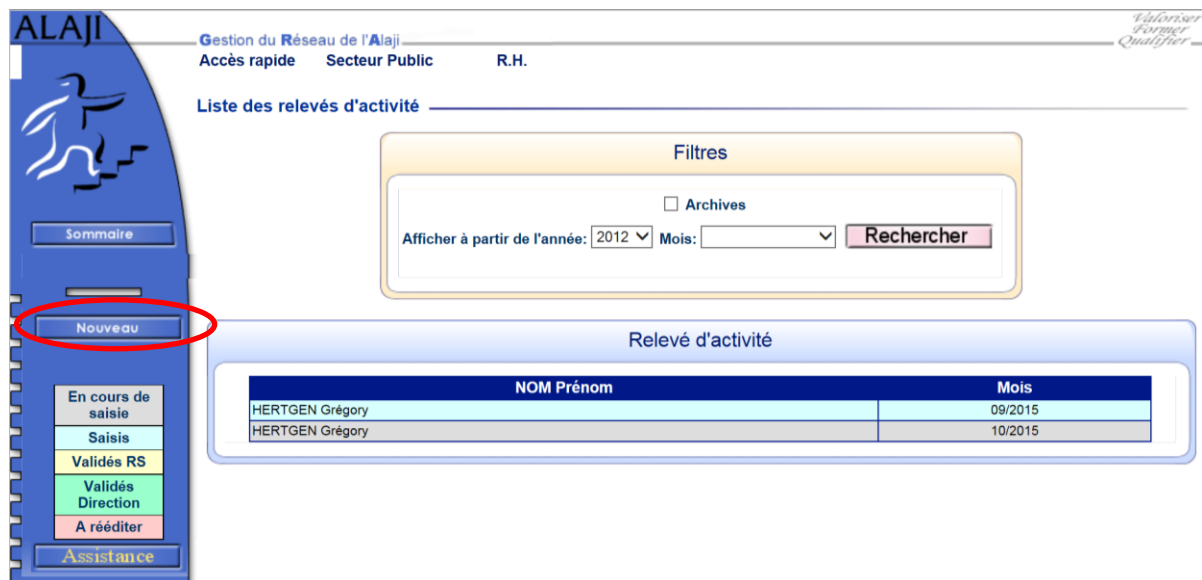 ALAJI
Valoriser
Former
Qualifier
Gestion du Réseau de l'Alaji
Accès rapide Secteur Public R.H.
Liste des relevés d'activité
Filtres
Archives
Afficher à partir de l'année: 2012 Mois: Rechercher
Sommaire
Nouveau
Relevé d'activité
NOM Prénom Mois
HERTGEN Grégory 09/2015
HERTGEN Grégory 10/2015
En cours de
saisie
Saisis
Validés RS
Validés
Direction
A rééditer
Assistance